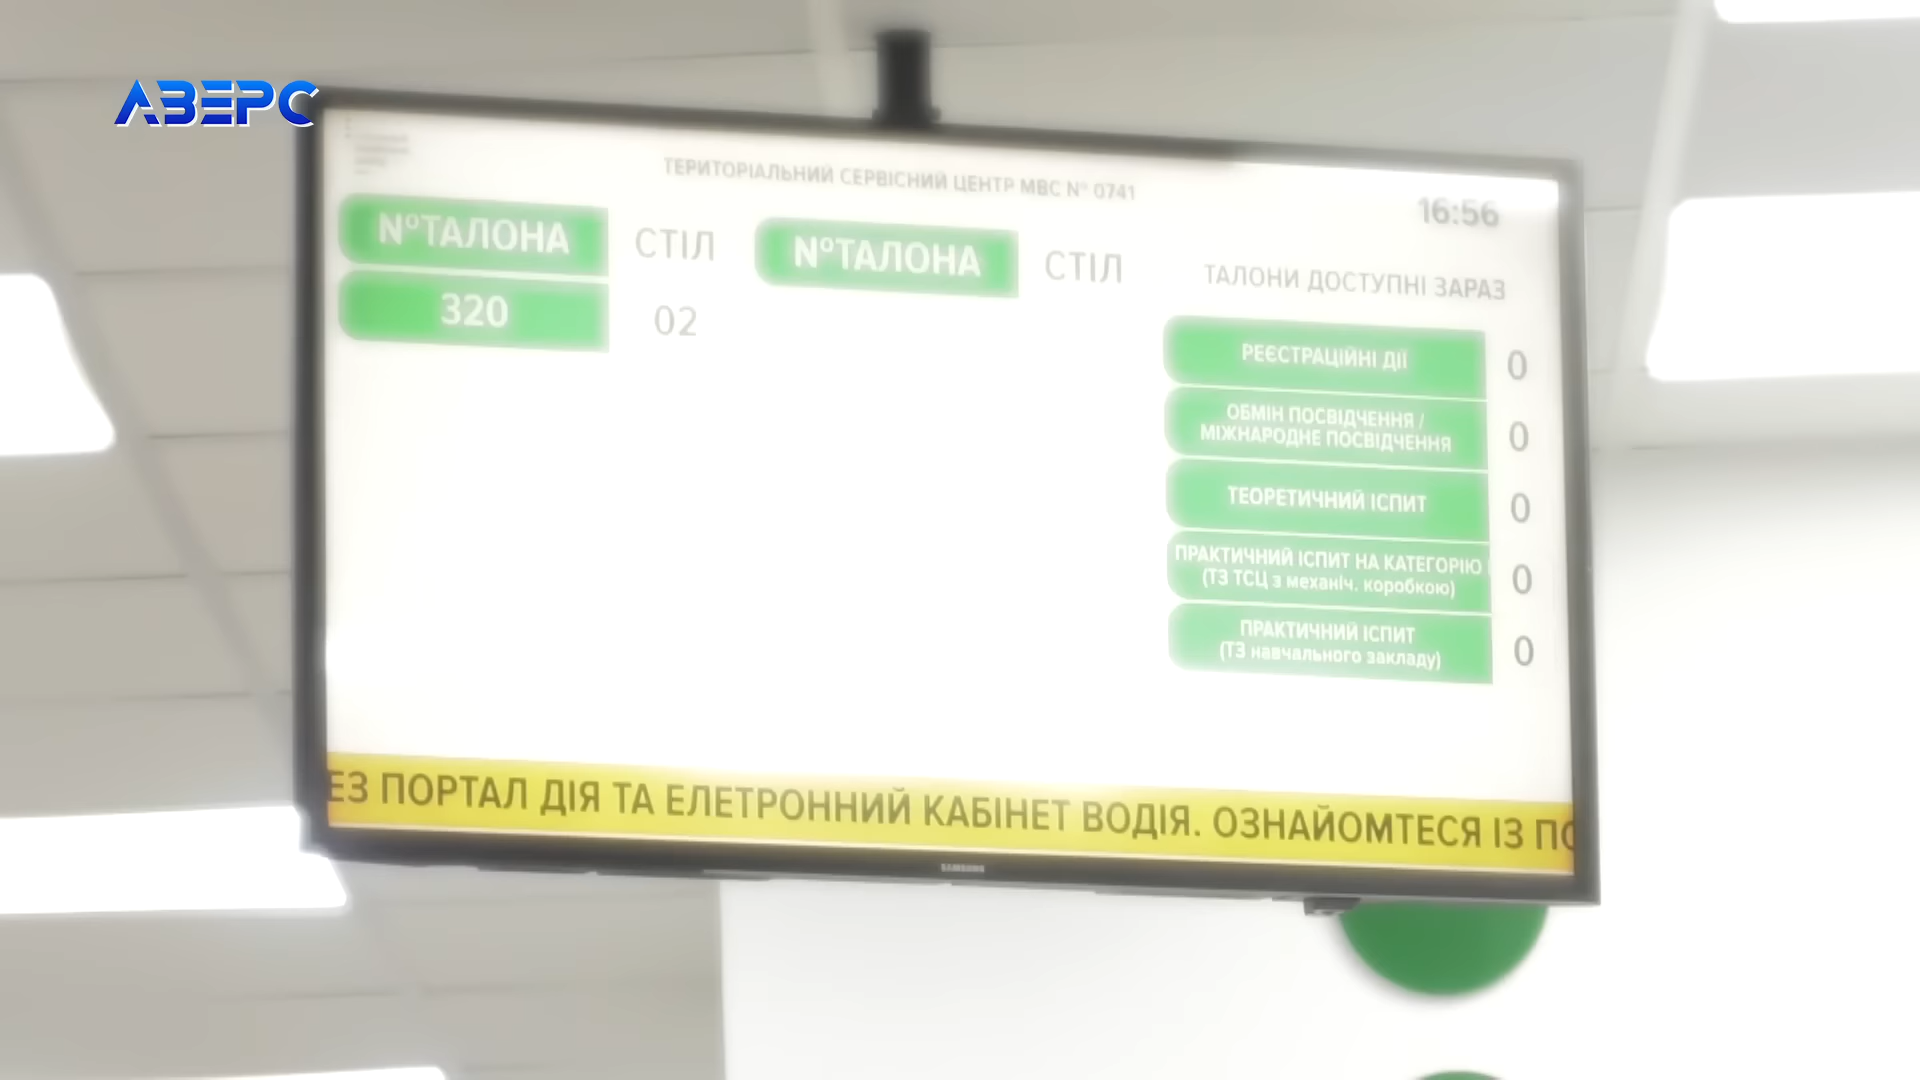 АВЕРС
ТЕРИТОРІАЛЬНИЙ СЕРВІСНИЙ ЦЕНТР МВС № 0741
16:56
№ТАЛОНА СТІЛ №ТАЛОНА СТІЛ
320 02
ТАЛОНИ ДОСТУПНІ ЗАРАЗ
РЕЄСТРАЦІЙНІ ДІЇ 0
ОБМІН ПОСВІДЧЕННЯ /
МІЖНАРОДНЕ ПОСВІДЧЕННЯ 0
ТЕОРЕТИЧНИЙ ІСПИТ 0
ПРАКТИЧНИЙ ІСПИТ НА КАТЕГОРІЮ
(ТЗ ТСЦ з механіч. коробкою) 0
ПРАКТИЧНИЙ ІСПИТ
(ТЗ навчального закладу) 0
ЕЗ ПОРТАЛ ДІЯ ТА ЕЛЕТРОННИЙ КАБІНЕТ ВОДІЯ. ОЗНАЙОМТЕСЯ ІЗ ПО
SAMSUNG